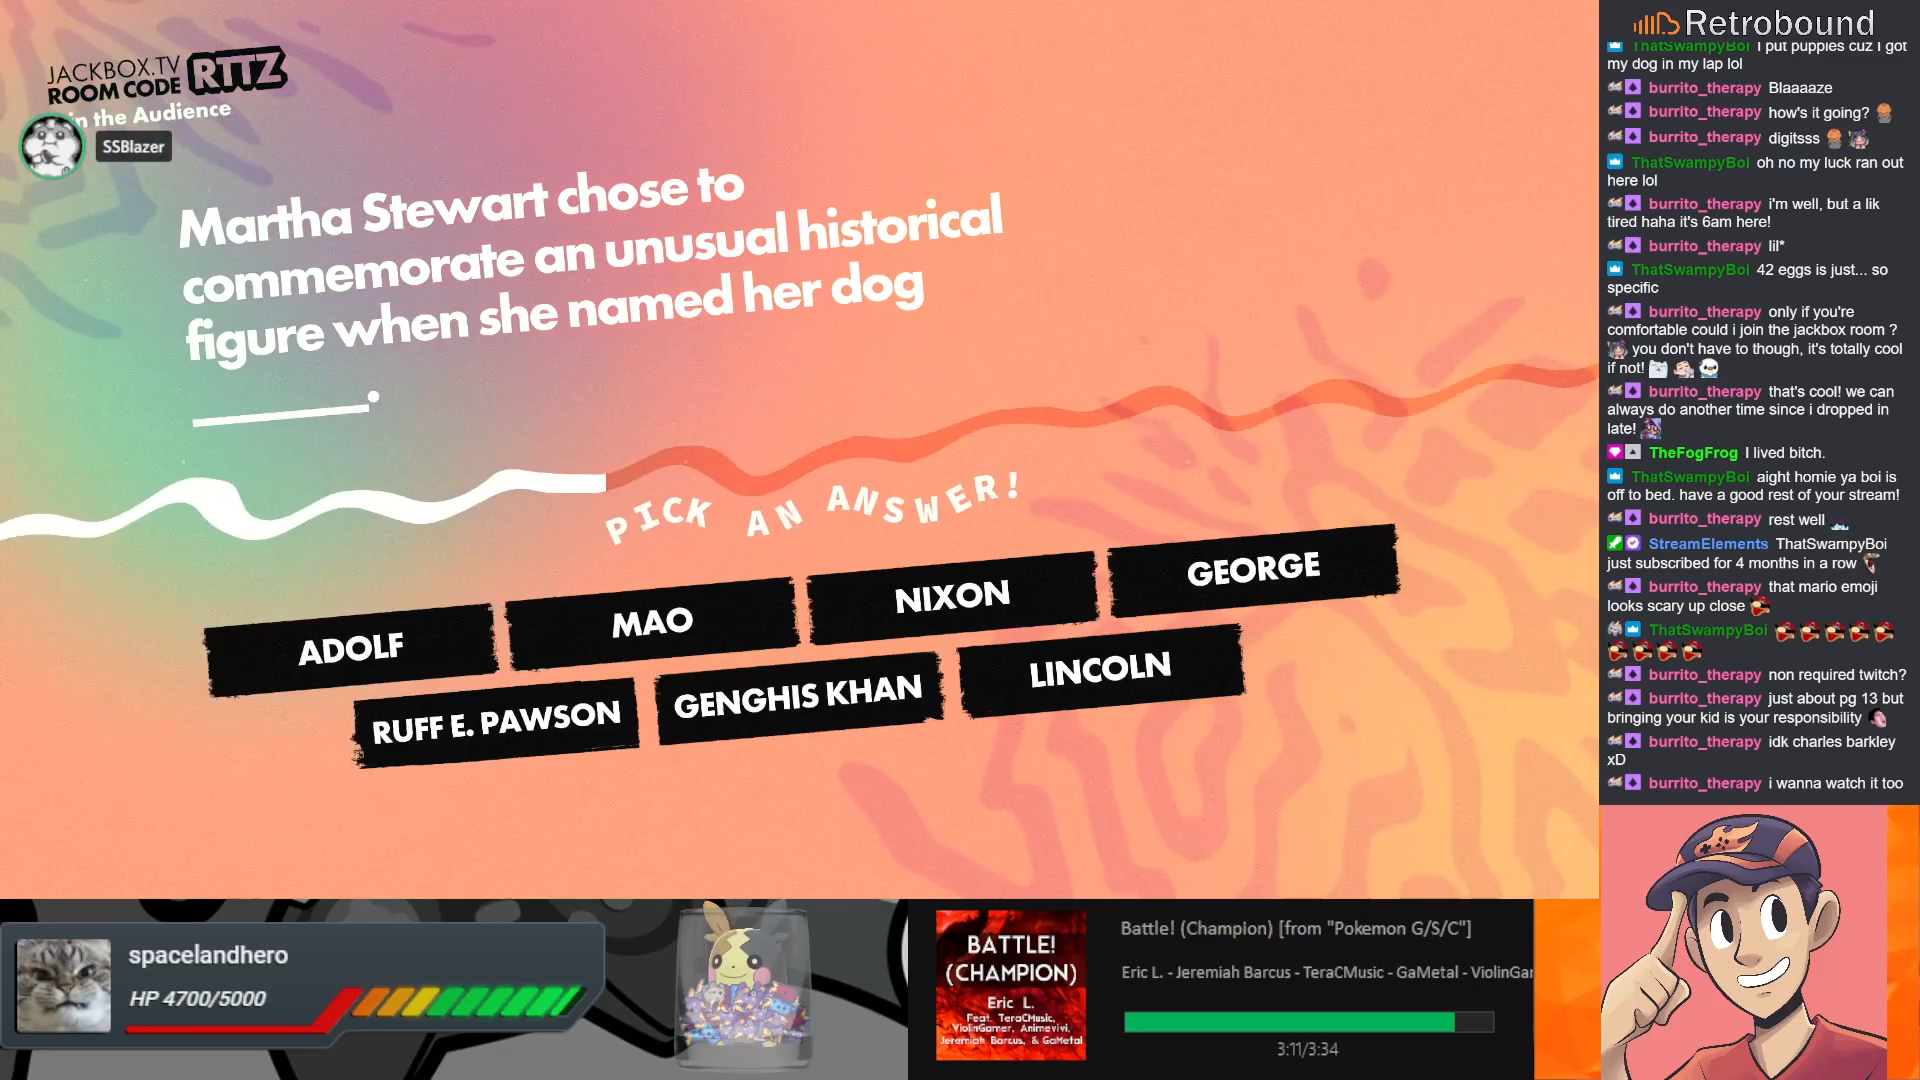 JACKBOX.TV
ROOM CODE RTTZ
in the Audience
SSBlazer
Martha Stewart chose to
commemorate an unusual historical
figure when she named her dog
______.
PICK AN ANSWER!
ADOLF
MAO
NIXON
GEORGE
RUFF E. PAWSON
GENGHIS KHAN
LINCOLN
Retrobound
ThatSwampyBoi I put puppies cuz I got
my dog in my lap lol
burrito_therapy Blaaaaze
burrito_therapy how's it going?
burrito_therapy digitsss
ThatSwampyBoi oh no my luck ran out
here lol
burrito_therapy i'm well, but a lik
tired haha it's 6am here!
burrito_therapy lil*
ThatSwampyBoi 42 eggs is just... so
specific
burrito_therapy only if you're
comfortable could i join the jackbox room ?
you don't have to though, it's totally cool
if not!
burrito_therapy that's cool! we can
always do another time since i dropped in
late!
TheFogFrog I lived bitch.
ThatSwampyBoi aight homie ya boi is
off to bed. have a good rest of your stream!
burrito_therapy rest well
StreamElements ThatSwampyBoi
just subscribed for 4 months in a row
burrito_therapy that mario emoji
looks scary up close
ThatSwampyBoi
burrito_therapy non required twitch?
burrito_therapy just about pg 13 but
bringing your kid is your responsibility
burrito_therapy idk charles barkley
xD
burrito_therapy i wanna watch it too
spacelandhero
HP 4700/5000
BATTLE!
(CHAMPION)
Eric L.
Feat. TeraCMusic,
ViolinGamer, Animevivi,
Jeremiah Barcus, & GaMetal
Battle! (Champion) [from "Pokemon G/S/C"]
Eric L. - Jeremiah Barcus - TeraCMusic - GaMetal - ViolinGar
3:11/3:34